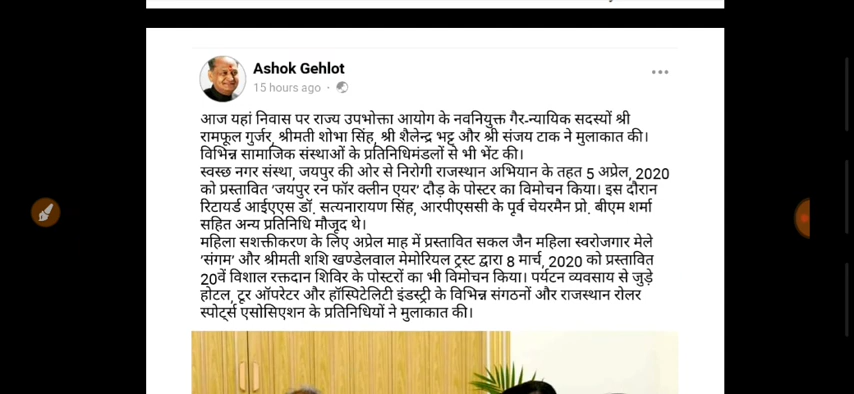 Ashok Gehlot
15 hours ago
आज यहां निवास पर राज्य उपभोक्ता आयोग के नवनियुक्त गैर-न्यायिक सदस्यों श्री
रामफूल गुर्जर, श्रीमती शोभा सिंह, श्री शैलेन्द्र भट्ट और श्री संजय टाक ने मुलाकात की।
विभिन्न सामाजिक संस्थाओं के प्रतिनिधिमंडलों से भी भेंट की।
स्वस्छ नगर संस्था, जयपुर की ओर से निरोगी राजस्थान अभियान के तहत 5 अप्रेल, 2020
को प्रस्तावित ‘जयपुर रन फॉर क्लीन एयर’ दौड़ के पोस्टर का विमोचन किया। इस दौरान
रिटायर्ड आईएएस डॉ. सत्यनारायण सिंह, आरपीएससी के पूर्व चेयरमैन प्रो. बीएम शर्मा
सहित अन्य प्रतिनिधि मौजूद थे।
महिला सशक्तीकरण के लिए अप्रेल माह में प्रस्तावित सकल जैन महिला स्वरोजगार मेले
‘संगम’ और श्रीमती शशि खण्डेलवाल मेमोरियल ट्रस्ट द्वारा 8 मार्च, 2020 को प्रस्तावित
20वें विशाल रक्तदान शिविर के पोस्टरों का भी विमोचन किया। पर्यटन व्यवसाय से जुड़े
होटल, टूर ऑपरेटर और हॉस्पिटेलिटी इंडस्ट्री के विभिन्न संगठनों और राजस्थान रोलर
स्पोर्ट्स एसोसिएशन के प्रतिनिधियों ने मुलाकात की।